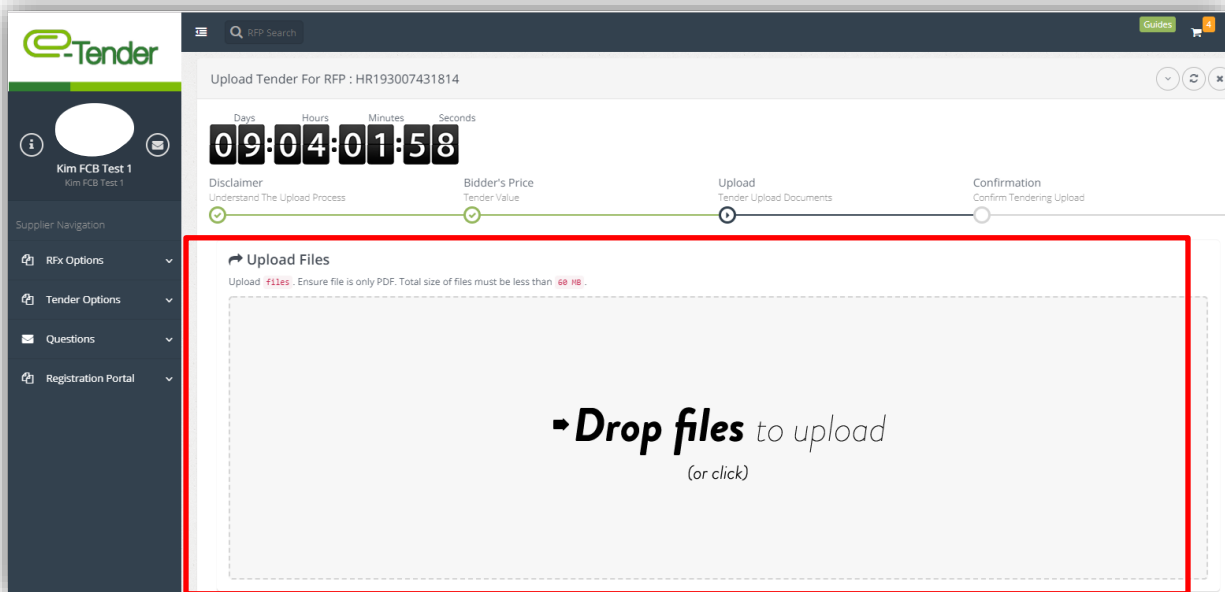 e-Tender
RFP Search
Guides
4
Upload Tender For RFP : HR193007431814
Days Hours Minutes Seconds
09:04:01:58
Kim FCB Test 1
Kim FCB Test 1
Disclaimer
Understand The Upload Process
Bidder's Price
Tender Value
Upload
Tender Upload Documents
Confirmation
Confirm Tendering Upload
Supplier Navigation
RFx Options
Tender Options
Questions
Registration Portal
Upload Files
Upload files . Ensure file is only PDF. Total size of files must be less than 60 MB .
Drop files to upload
(or click)